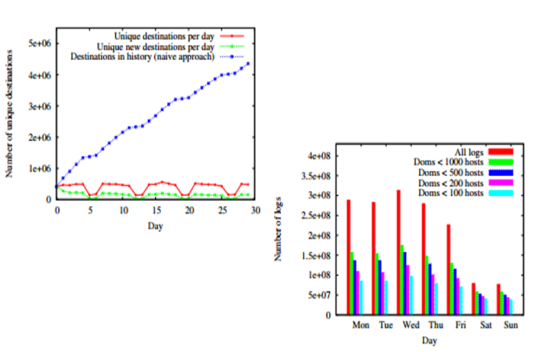 5e+06
4e+06
3e+06
2e+06
1e+06
0
Number of unique destinations
Unique destinations per day
Unique new destinations per day
Destinations in history (naive approach)
0 5 10 15 20 25 30
Day
4e+08
3.5e+08
3e+08
2.5e+08
2e+08
1.5e+08
1e+08
5e+07
0
Number of logs
All logs
Doms < 1000 hosts
Doms < 500 hosts
Doms < 200 hosts
Doms < 100 hosts
Mon Tue Wed Thu Fri Sat Sun
Day